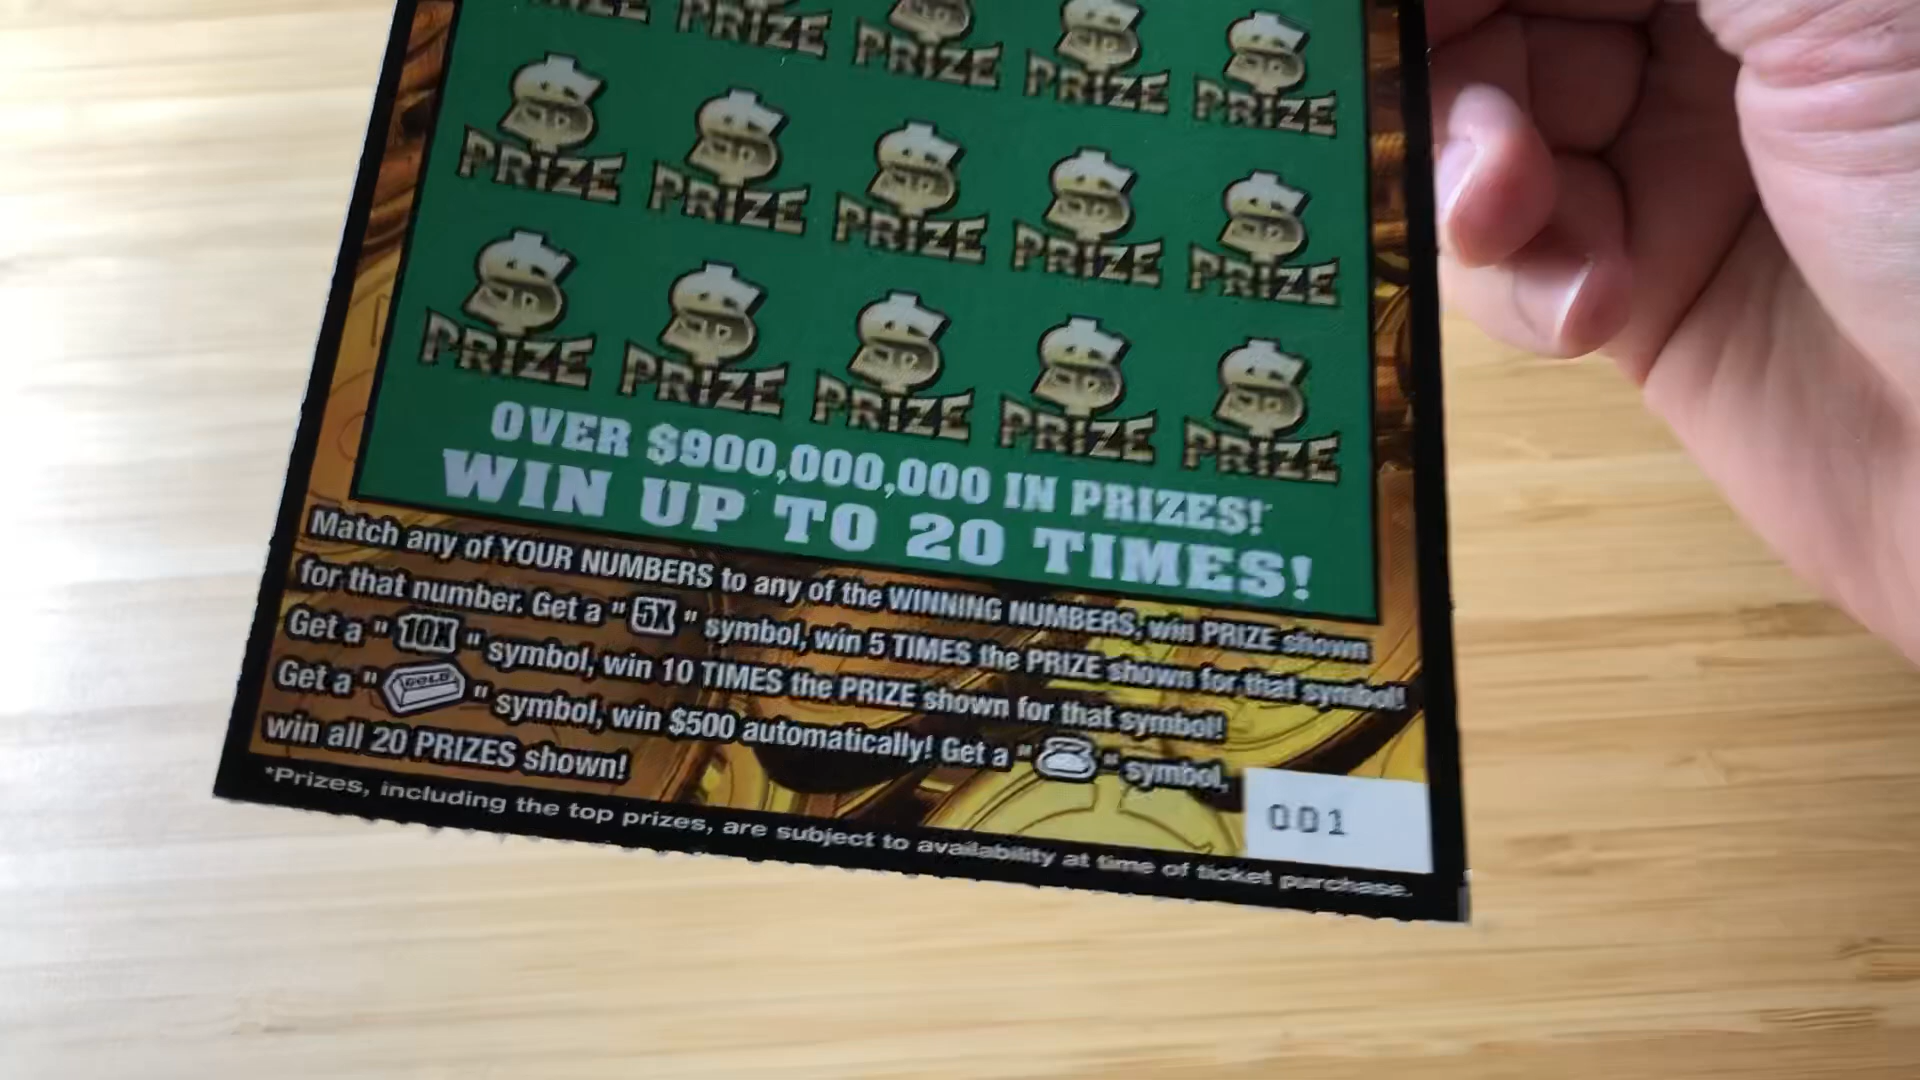 PRIZE PRIZE PRIZE PRIZE PRIZE
PRIZE PRIZE PRIZE PRIZE PRIZE
PRIZE PRIZE PRIZE PRIZE PRIZE
OVER $900,000,000 IN PRIZES!
WIN UP TO 20 TIMES!
Match any of YOUR NUMBERS to any of the WINNING NUMBERS, win PRIZE shown
for that number. Get a "5X" symbol, win 5 TIMES the PRIZE shown for that symbol!
Get a "10X" symbol, win 10 TIMES the PRIZE shown for that symbol!
Get a "GOLD" symbol, win $500 automatically! Get a " " symbol,
win all 20 PRIZES shown!
001
*Prizes, including the top prizes, are subject to availability at time of ticket purchase.